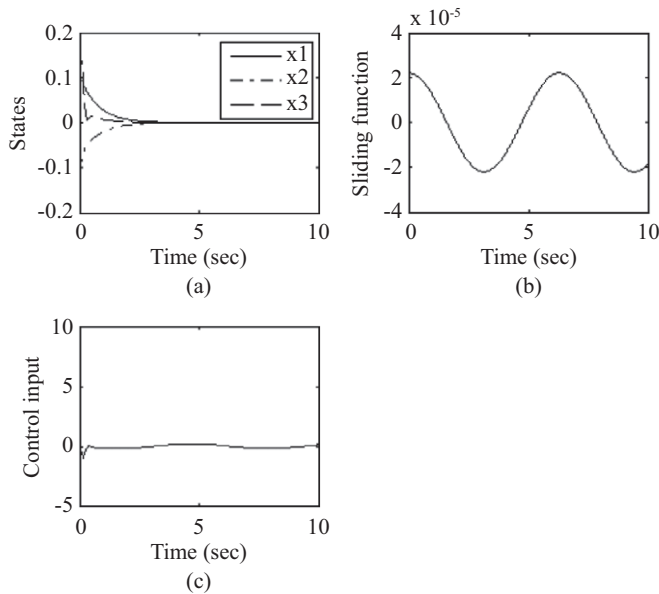 x 10-5
0.2
0.1
0
-0.1
-0.2
States
x1
x2
x3
0
5
10
Time (sec)
(a)
4
2
0
-2
-4
Sliding function
0
5
10
Time (sec)
(b)
10
5
0
-5
Control input
0
5
10
Time (sec)
(c)